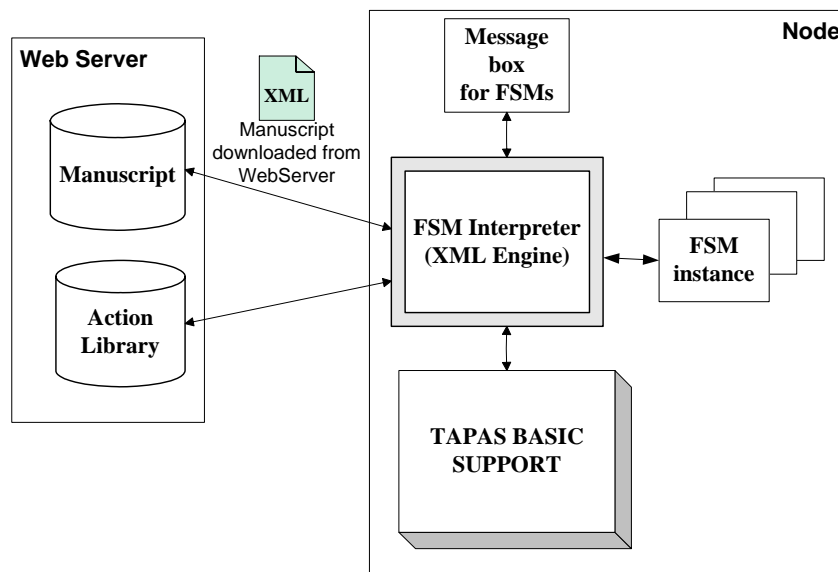 Web Server
Manuscript
Action
Library
XML
Manuscript
downloaded from
WebServer
Node
Message
box
for FSMs
FSM Interpreter
(XML Engine)
FSM
instance
TAPAS BASIC
SUPPORT